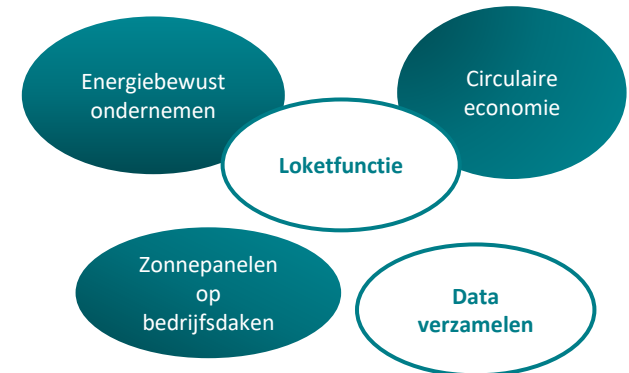 Energiebewust
ondernemen
Circulaire
economie
Loketfunctie
Zonnepanelen
op
bedrijfsdaken
Data
verzamelen